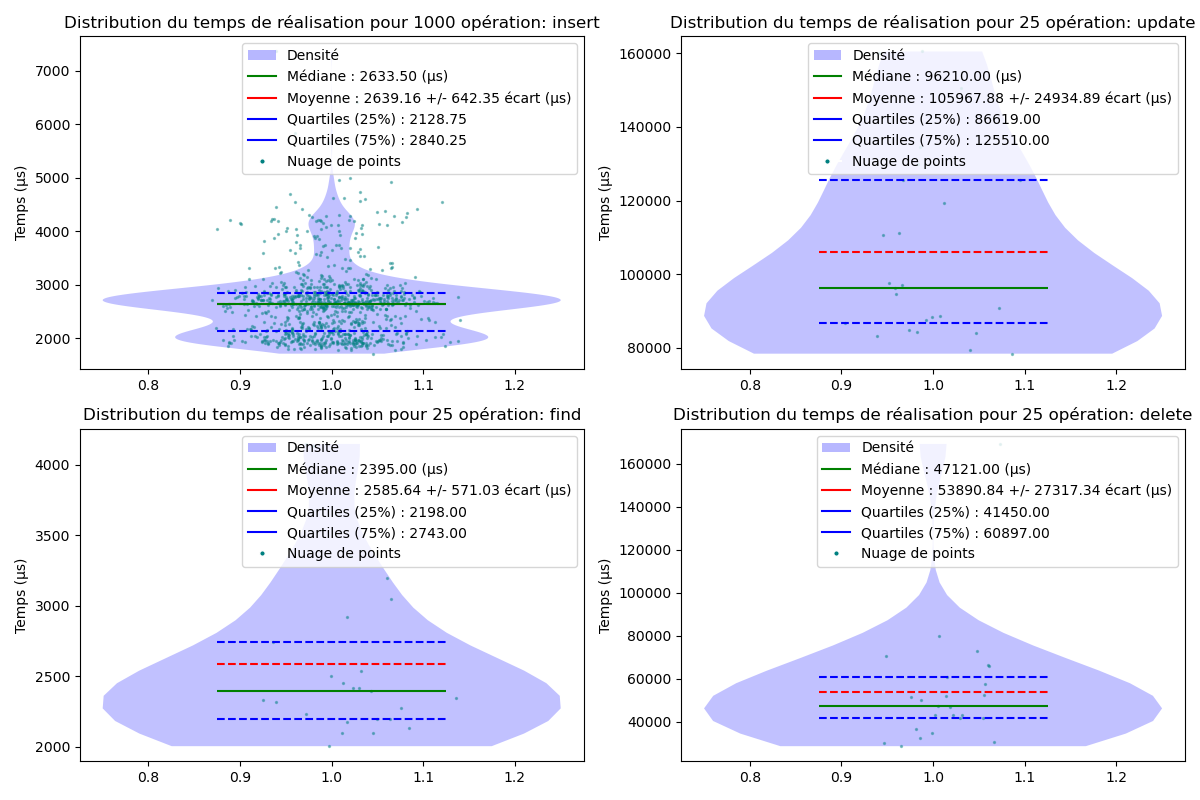 Distribution du temps de réalisation pour 1000 opération: insert
Densité
Médiane : 2633.50 (µs)
Moyenne : 2639.16 +/- 642.35 écart (µs)
Quartiles (25%) : 2128.75
Quartiles (75%) : 2840.25
Nuage de points
Temps (µs)
7000
6000
5000
4000
3000
2000
0.8
0.9
1.0
1.1
1.2
Distribution du temps de réalisation pour 25 opération: update
Densité
Médiane : 96210.00 (µs)
Moyenne : 105967.88 +/- 24934.89 écart (µs)
Quartiles (25%) : 86619.00
Quartiles (75%) : 125510.00
Nuage de points
Temps (µs)
160000
140000
120000
100000
80000
0.8
0.9
1.0
1.1
1.2
Distribution du temps de réalisation pour 25 opération: find
Densité
Médiane : 2395.00 (µs)
Moyenne : 2585.64 +/- 571.03 écart (µs)
Quartiles (25%) : 2198.00
Quartiles (75%) : 2743.00
Nuage de points
Temps (µs)
4000
3500
3000
2500
2000
0.8
0.9
1.0
1.1
1.2
Distribution du temps de réalisation pour 25 opération: delete
Densité
Médiane : 47121.00 (µs)
Moyenne : 53890.84 +/- 27317.34 écart (µs)
Quartiles (25%) : 41450.00
Quartiles (75%) : 60897.00
Nuage de points
Temps (µs)
160000
140000
120000
100000
80000
60000
40000
0.8
0.9
1.0
1.1
1.2